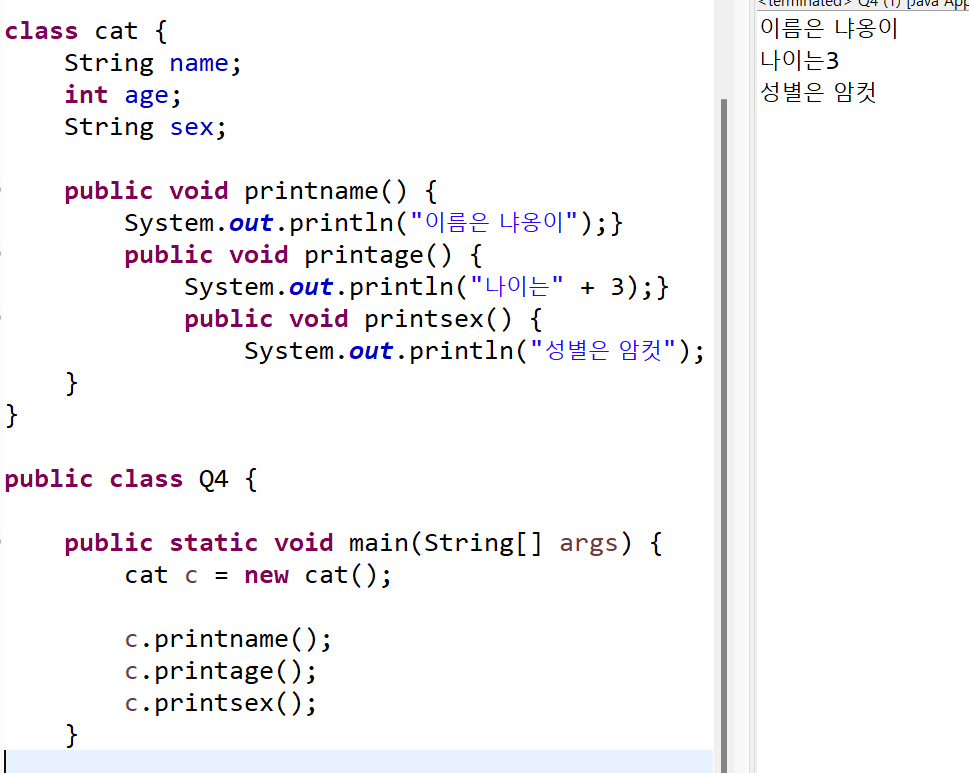 class cat {
String name;
int age;
String sex;
public void printname() {
System.out.println("이름은 냐옹이");}
public void printage() {
System.out.println("나이는" + 3);}
public void printsex() {
System.out.println("성별은 암컷");
}
}
public class Q4 {
public static void main(String[] args) {
cat c = new cat();
c.printname();
c.printage();
c.printsex();
}
<terminated> Q4 (1) [Java App
이름은 냐옹이
나이는3
성별은 암컷